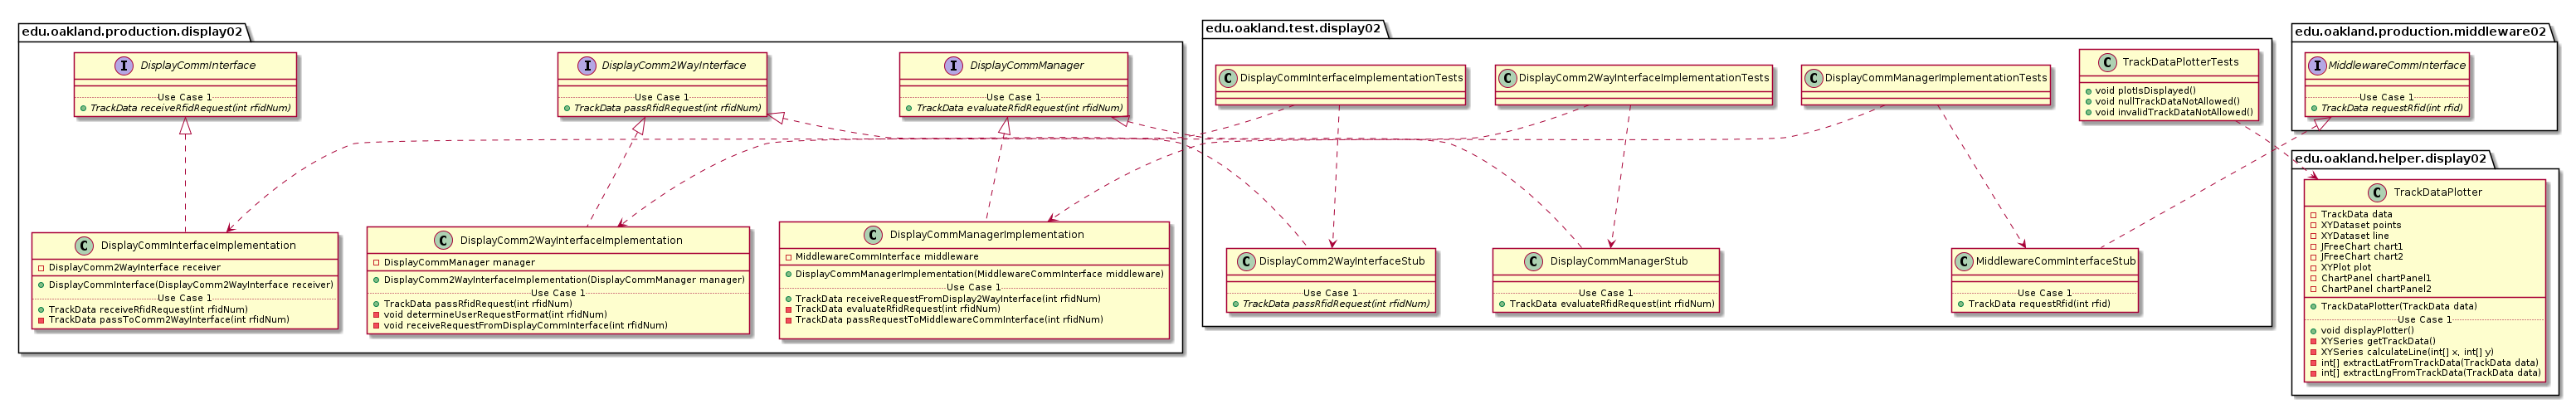 edu.oakland.production.display02
I DisplayCommInterface
Use Case 1
TrackData receiveRfidRequest(int rfidNum)
I DisplayComm2WayInterface
Use Case 1
TrackData passRfidRequest(int rfidNum)
I DisplayCommManager
Use Case 1
TrackData evaluateRfidRequest(int rfidNum)
C DisplayCommInterfaceImplementation
DisplayComm2WayInterface receiver
DisplayCommInterface(DisplayComm2WayInterface receiver)
Use Case 1
TrackData receiveRfidRequest(int rfidNum)
TrackData passToComm2WayInterface(int rfidNum)
C DisplayComm2WayInterfaceImplementation
DisplayCommManager manager
DisplayComm2WayInterfaceImplementation(DisplayCommManager manager)
Use Case 1
TrackData passRfidRequest(int rfidNum)
void determineUserRequestFormat(int rfidNum)
void receiveRequestFromDisplayCommInterface(int rfidNum)
C DisplayCommManagerImplementation
MiddlewareCommInterface middleware
DisplayCommManagerImplementation(MiddlewareCommInterface middleware)
Use Case 1
TrackData receiveRequestFromDisplay2WayInterface(int rfidNum)
TrackData evaluateRfidRequest(int rfidNum)
TrackData passRequestToMiddlewareCommInterface(int rfidNum)
edu.oakland.test.display02
C DisplayCommInterfaceImplementationTests
C DisplayComm2WayInterfaceImplementationTests
C DisplayCommManagerImplementationTests
C TrackDataPlotterTests
void plotIsDisplayed()
void nullTrackDataNotAllowed()
void invalidTrackDataNotAllowed()
C DisplayComm2WayInterfaceStub
Use Case 1
TrackData passRfidRequest(int rfidNum)
C DisplayCommManagerStub
Use Case 1
TrackData evaluateRfidRequest(int rfidNum)
C MiddlewareCommInterfaceStub
Use Case 1
TrackData requestRfid(int rfid)
edu.oakland.production.middleware02
I MiddlewareCommInterface
Use Case 1
TrackData requestRfid(int rfid)
edu.oakland.helper.display02
C TrackDataPlotter
TrackData data
XYDataset points
XYDataset line
JFreeChart chart1
JFreeChart chart2
XYPlot plot
ChartPanel chartPanel1
ChartPanel chartPanel2
TrackDataPlotter(TrackData data)
Use Case 1
void displayPlotter()
XYSeries getTrackData()
XYSeries calculateLine(int[] x, int[] y)
int[] extractLatFromTrackData(TrackData data)
int[] extractLngFromTrackData(TrackData data)